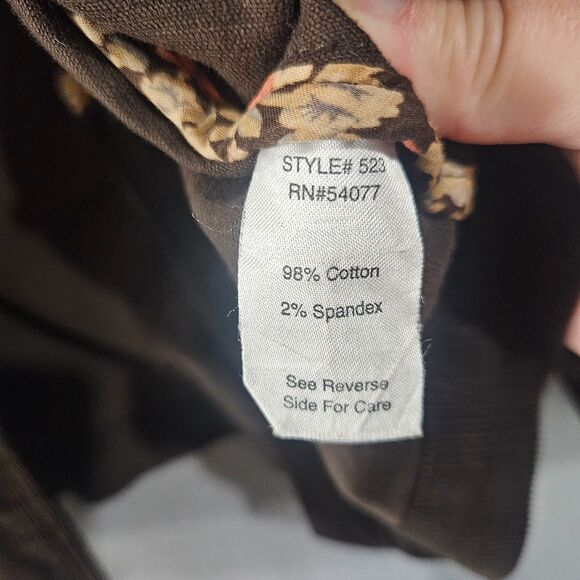 STYLE# 523
RN#54077
98% Cotton
2% Spandex
See Reverse
Side For Care